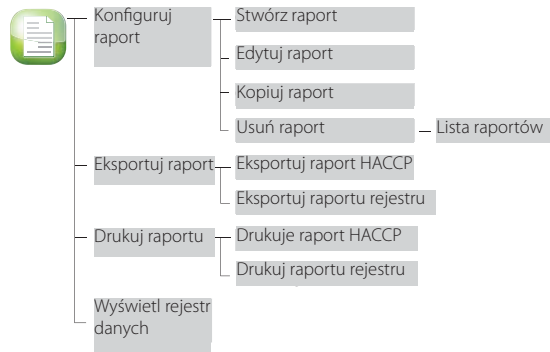 Konfiguruj
raport
Stwórz raport
Edytuj raport
Kopiuj raport
Usuń raport
Lista raportów
Eksportuj raport
Eksportuj raport HACCP
Eksportuj raportu rejestru
Drukuj raportu
Drukuje raport HACCP
Drukuj raportu rejestru
Wyświetl rejestr
danych